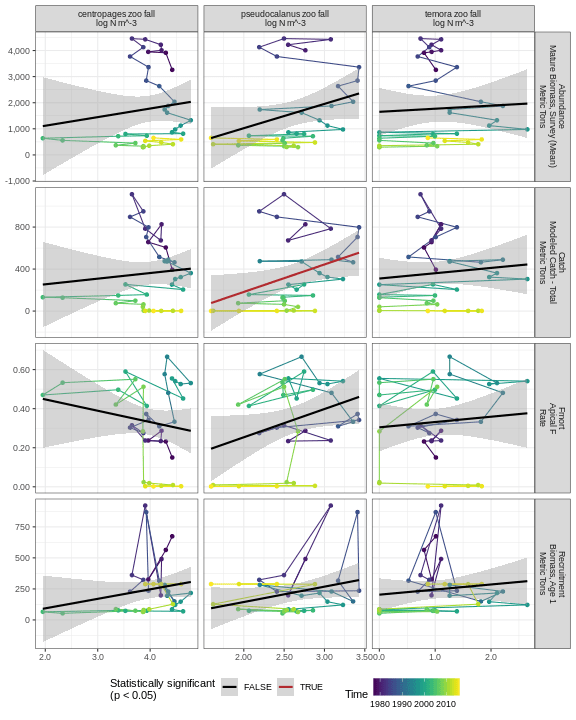 centropages zoo fall
log N m^-3
pseudocalanus zoo fall
log N m^-3
temora zoo fall
log N m^-3
4,000
3,000
2,000
1,000
0
-1,000
Abundance
Mature Biomass, Survey (Mean)
Metric Tons
800
400
0
Catch
Modeled Catch - Total
Metric Tons
0.60
0.40
0.20
0.00
Fmort
Apical F
Rate
750
500
250
0
Recruitment
Biomass, Age 1
Metric Tons
2.0 3.0 4.0
2.00 2.50 3.00 3.50
0.0 1.0 2.0
Statistically significant
(p < 0.05)
FALSE
TRUE
Time
1980 1990 2000 2010